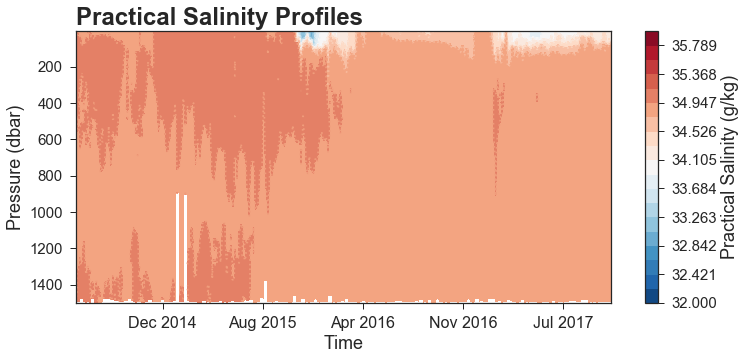 Practical Salinity Profiles
Pressure (dbar)
200
400
600
800
1000
1200
1400
Dec 2014
Aug 2015
Apr 2016
Nov 2016
Jul 2017
Time
35.789
35.368
34.947
34.526
34.105
33.684
33.263
32.842
32.421
32.000
Practical Salinity (g/kg)